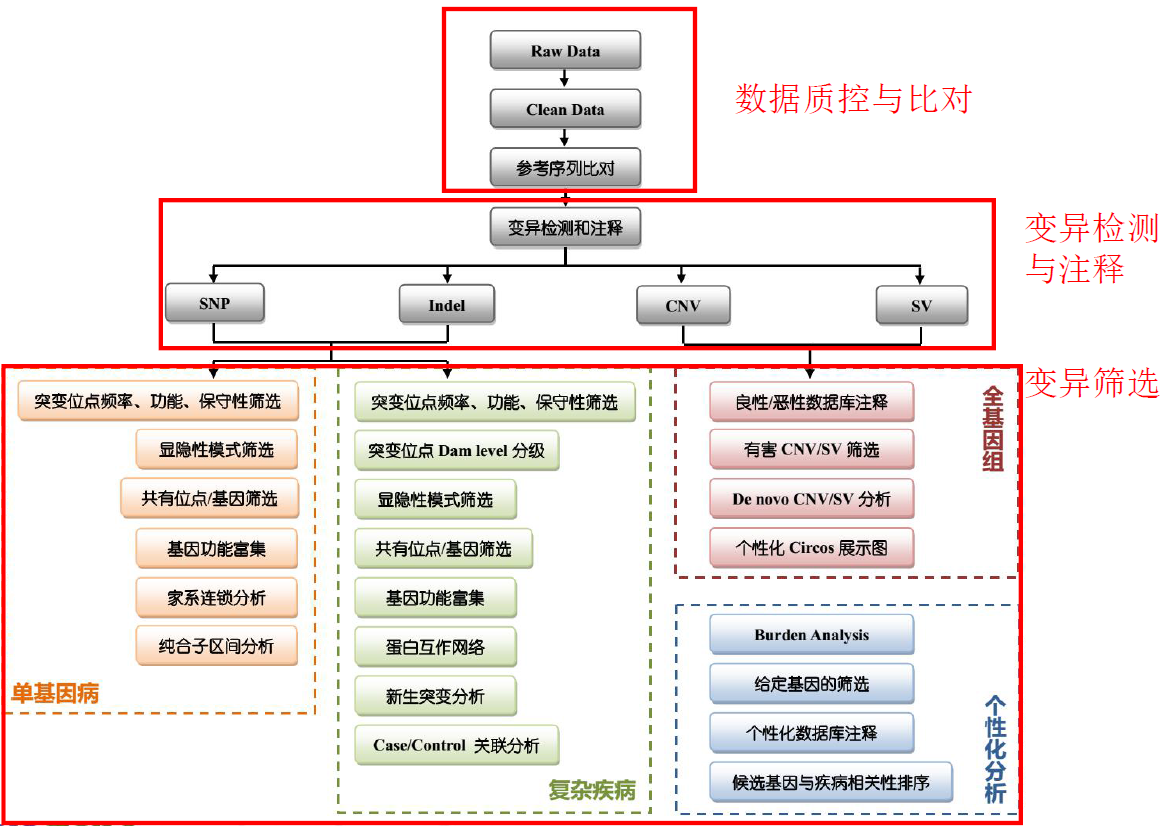 Raw Data
Clean Data
参考序列比对
数据质控与比对
变异检测和注释
SNP
Indel
CNV
SV
变异检测
与注释
变异筛选
突变位点频率、功能、保守性筛选
显隐性模式筛选
共有位点/基因筛选
基因功能富集
家系连锁分析
纯合子区间分析
单基因病
突变位点频率、功能、保守性筛选
突变位点 Dam level 分级
显隐性模式筛选
共有位点/基因筛选
基因功能富集
蛋白互作网络
新生突变分析
Case/Control 关联分析
复杂疾病
良性/恶性数据库注释
有害 CNV/SV 筛选
De novo CNV/SV 分析
个性化 Circos 展示图
全基因组
Burden Analysis
给定基因的筛选
个性化数据库注释
候选基因与疾病相关性排序
个性化分析